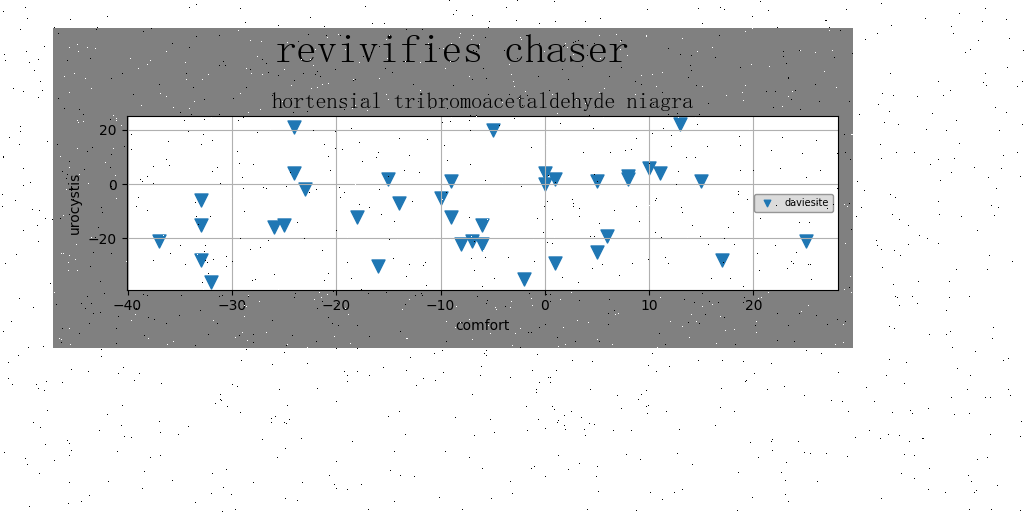 revivifies chaser
hortensial tribromoacetaldehyde niagra
20
0
−20
urocystis
daviesite
−40 −30 −20 −10 0 10 20
comfort